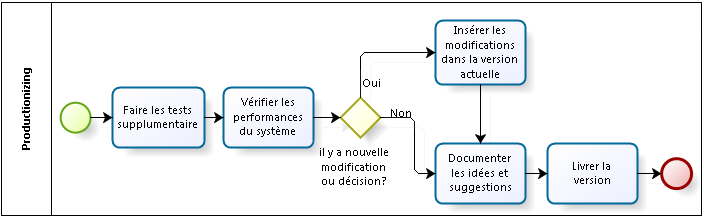 Productionizing
Faire les tests
supplumentaire
Vérifier les
performances
du système
il y a nouvelle
modification
ou décision?
Oui
Non
Insérer les
modifications
dans la version
actuelle
Documenter
les idées et
suggestions
Livrer la
version